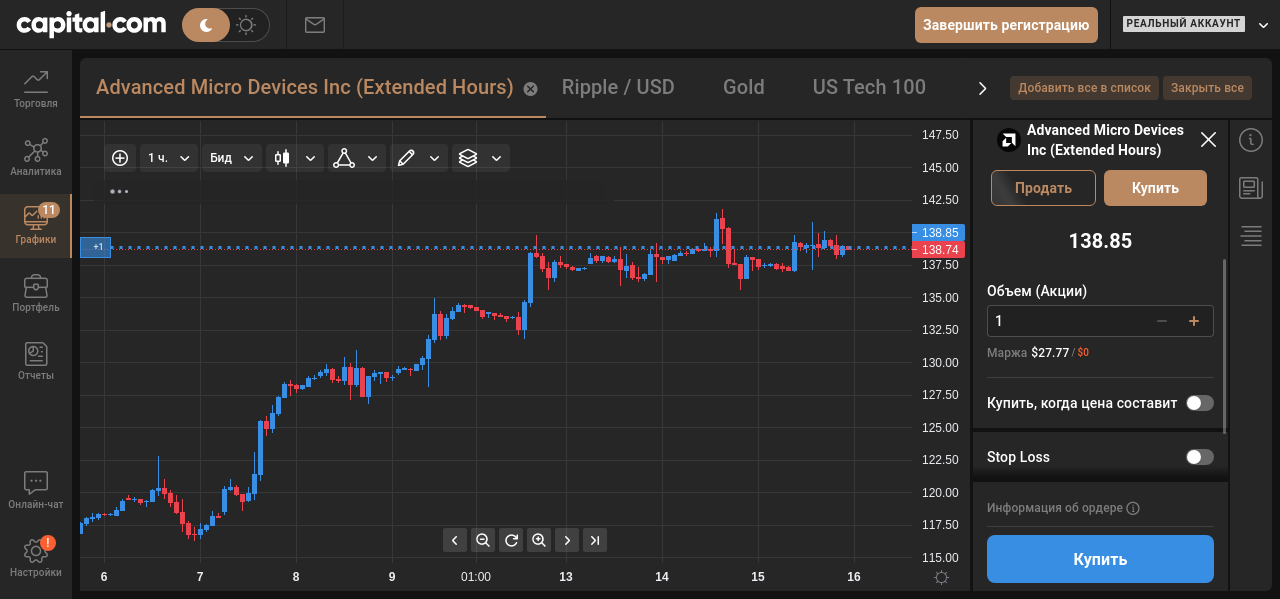 capital.com
Завершить регистрацию
РЕАЛЬНЫЙ АККАУНТ
Торговля
Аналитика
11
Графики
Портфель
Отчеты
Онлайн-чат
!
Настройки
Advanced Micro Devices Inc (Extended Hours)
Ripple / USD
Gold
US Tech 100
Добавить все в список
Закрыть все
1 ч.
Бид
+1
147.50
145.00
142.50
138.85
138.74
137.50
135.00
132.50
130.00
127.50
125.00
122.50
120.00
117.50
115.00
6 7 8 9 01:00 13 14 15 16
Advanced Micro Devices
Inc (Extended Hours)
Продать
Купить
138.85
Объем (Акции)
1
Маржа $27.77 / $0
Купить, когда цена составит
Stop Loss
Информация об ордере
Купить